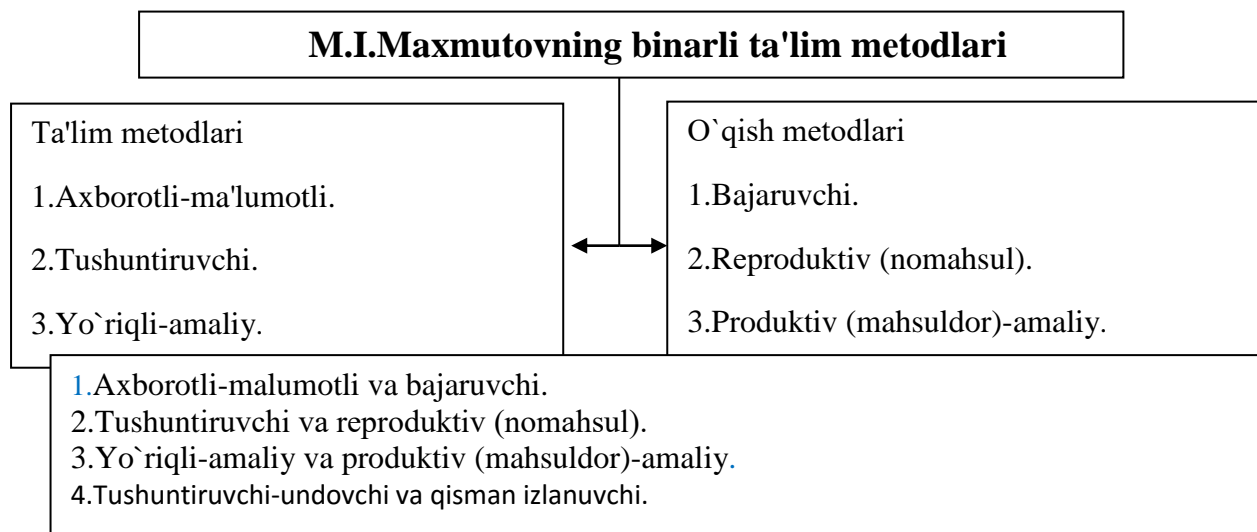 M.I.Maxmutovning binarli ta'lim metodlari
Ta'lim metodlari
1.Axborotli-ma'lumotli.
2.Tushuntiruvchi.
3.Yo`riqli-amaliy.
O`qish metodlari
1.Bajaruvchi.
2.Reproduktiv (nomahsul).
3.Produktiv (mahsuldor)-amaliy.
1.Axborotli-malumotli va bajaruvchi.
2.Tushuntiruvchi va reproduktiv (nomahsul).
3.Yo`riqli-amaliy va produktiv (mahsuldor)-amaliy.
4.Tushuntiruvchi-undovchi va qisman izlanuvchi.